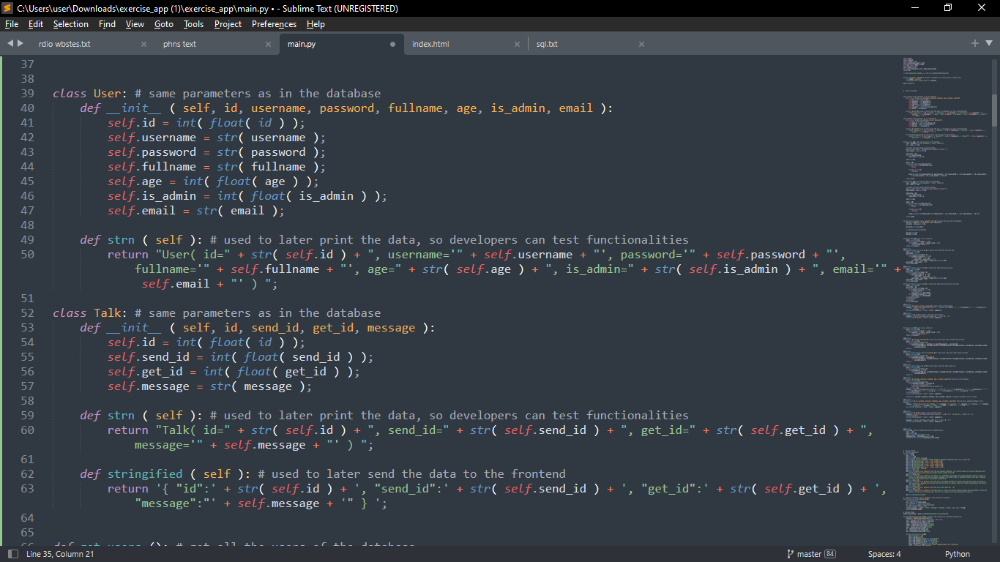 C:\Users\user\Downloads\exercise_app (1)\exercise_app\main.py • - Sublime Text (UNREGISTERED)
File Edit Selection Find View Goto Tools Project Preferences Help
rdio wbstes.txt phns text main.py index.html sql.txt
37
38
39 class User: # same parameters as in the database
40 def __init__ ( self, id, username, password, fullname, age, is_admin, email ):
41 self.id = int( float( id ) );
42 self.username = str( username );
43 self.password = str( password );
44 self.fullname = str( fullname );
45 self.age = int( float( age ) );
46 self.is_admin = int( float( is_admin ) );
47 self.email = str( email );
48
49 def strn ( self ): # used to later print the data, so developers can test functionalities
50 return "User( id=" + str( self.id ) + ", username='" + self.username + "', password='" + self.password + "',
fullname='" + self.fullname + "', age=" + str( self.age ) + ", is_admin=" + str( self.is_admin ) + ", email='" +
self.email + "' ) ";
51
52 class Talk: # same parameters as in the database
53 def __init__ ( self, id, send_id, get_id, message ):
54 self.id = int( float( id ) );
55 self.send_id = int( float( send_id ) );
56 self.get_id = int( float( get_id ) );
57 self.message = str( message );
58
59 def strn ( self ): # used to later print the data, so developers can test functionalities
60 return "Talk( id=" + str( self.id ) + ", send_id=" + str( self.send_id ) + ", get_id=" + str( self.get_id ) + ",
message='" + self.message + "' ) ";
61
62 def stringified ( self ): # used to later send the data to the frontend
63 return '{ "id":' + str( self.id ) + ', "send_id":' + str( self.send_id ) + ', "get_id":' + str( self.get_id ) + ',
"message":"' + self.message + '" } ';
64
65
66 def get_users (): # get all the users of the database
Line 35, Column 21 master 84 Spaces: 4 Python